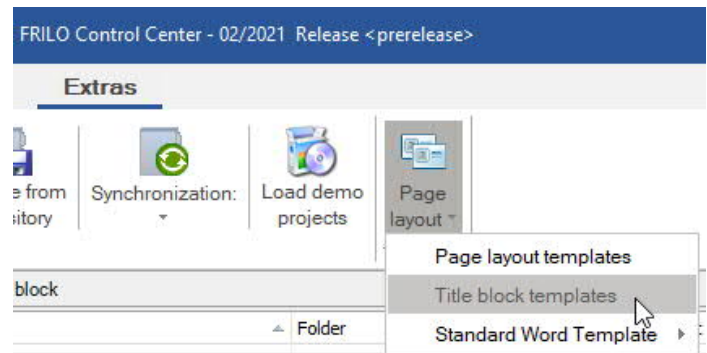 FRILO Control Center - 02/2021 Release <prerelease>
Extras
from Synchronization: Load demo projects Page layout
Page layout templates
block
Title block templates
Folder
Standard Word Template